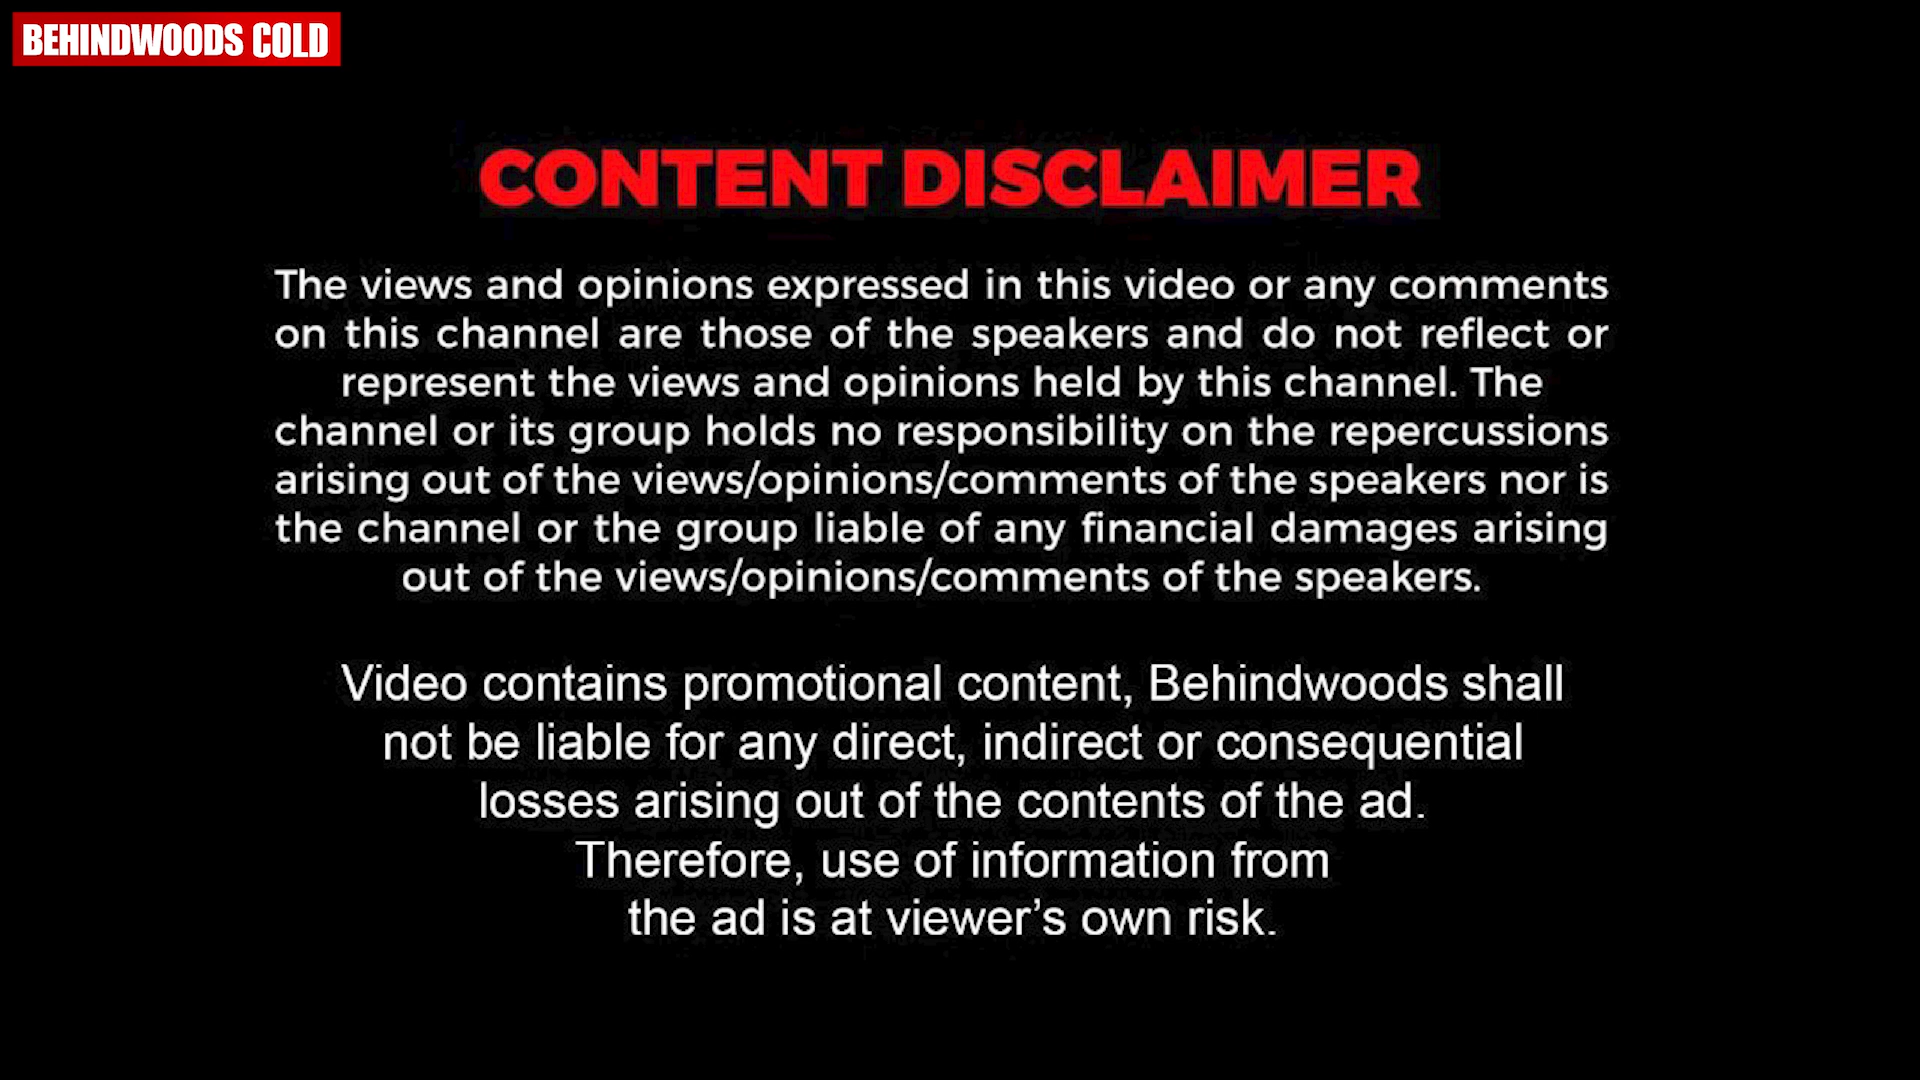 BEHINDWOODS COLD
CONTENT DISCLAIMER
The views and opinions expressed in this video or any comments
on this channel are those of the speakers and do not reflect or
represent the views and opinions held by this channel. The
channel or its group holds no responsibility on the repercussions
arising out of the views/opinions/comments of the speakers nor is
the channel or the group liable of any financial damages arising
out of the views/opinions/comments of the speakers.
Video contains promotional content, Behindwoods shall
not be liable for any direct, indirect or consequential
losses arising out of the contents of the ad.
Therefore, use of information from
the ad is at viewer’s own risk.